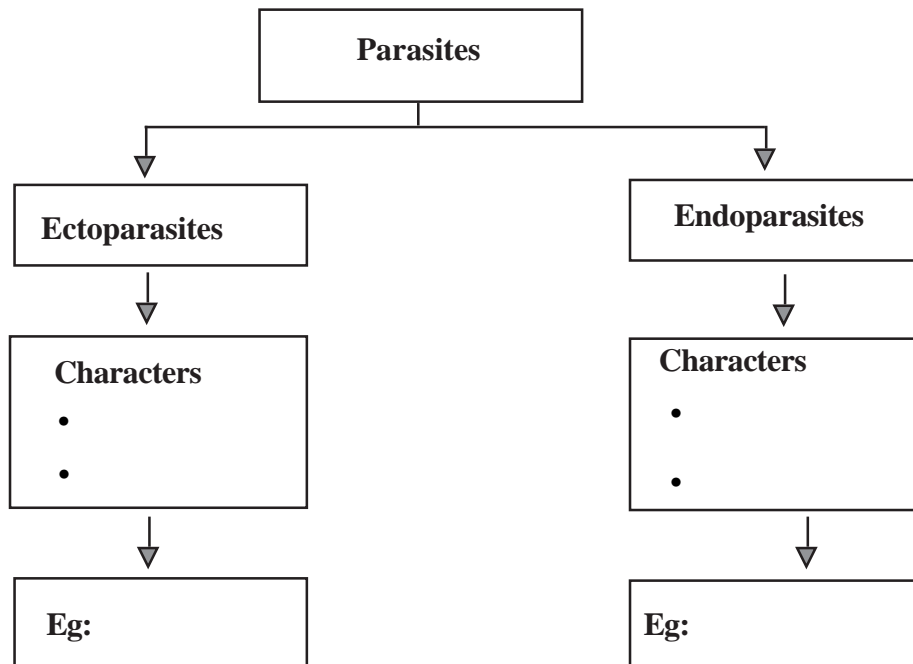 Parasites
Ectoparasites
Endoparasites
Characters
•
•
Characters
•
•
Eg:
Eg: